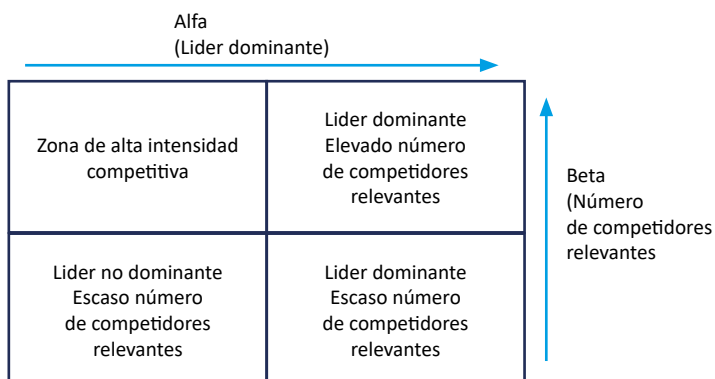 Alfa
(Lider dominante)
Zona de alta intensidad
competitiva
Lider dominante
Elevado número
de competidores
relevantes
Beta
(Número
de competidores
relevantes
Lider no dominante
Escaso número
de competidores
relevantes
Lider dominante
Escaso número
de competidores
relevantes